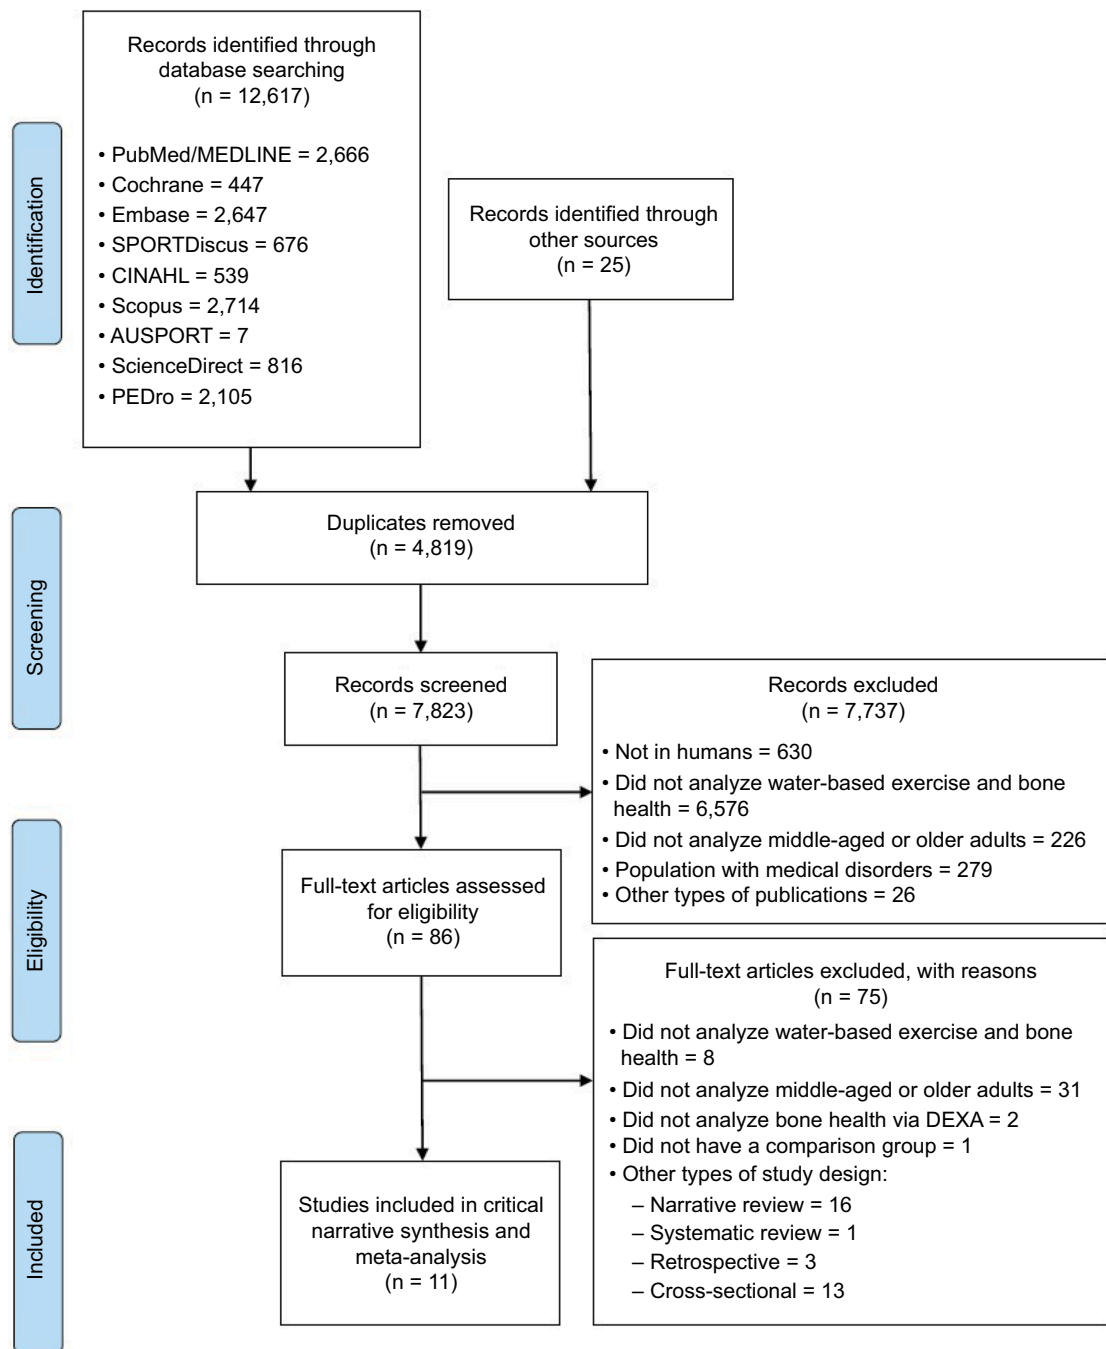 Identification
Records identified through
database searching
(n = 12,617)
• PubMed/MEDLINE = 2,666
• Cochrane = 447
• Embase = 2,647
• SPORTDiscus = 676
• CINAHL = 539
• Scopus = 2,714
• AUSPORT = 7
• ScienceDirect = 816
• PEDro = 2,105
Records identified through
other sources
(n = 25)
Screening
Duplicates removed
(n = 4,819)
Records screened
(n = 7,823)
Records excluded
(n = 7,737)
• Not in humans = 630
• Did not analyze water-based exercise and bone
health = 6,576
• Did not analyze middle-aged or older adults = 226
• Population with medical disorders = 279
• Other types of publications = 26
Eligibility
Full-text articles assessed
for eligibility
(n = 86)
Full-text articles excluded, with reasons
(n = 75)
• Did not analyze water-based exercise and bone
health = 8
• Did not analyze middle-aged or older adults = 31
• Did not analyze bone health via DEXA = 2
• Did not have a comparison group = 1
• Other types of study design:
– Narrative review = 16
– Systematic review = 1
– Retrospective = 3
– Cross-sectional = 13
Included
Studies included in critical
narrative synthesis and
meta-analysis
(n = 11)